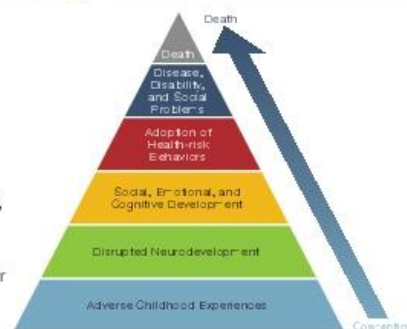 Death
Death
Disease,
Disability,
and Social
Problems
Adoption of
Health-risk
Behaviors
Social, Emotional, and
Cognitive Development
Disrupted Neurodevelopment
Adverse Childhood Experiences